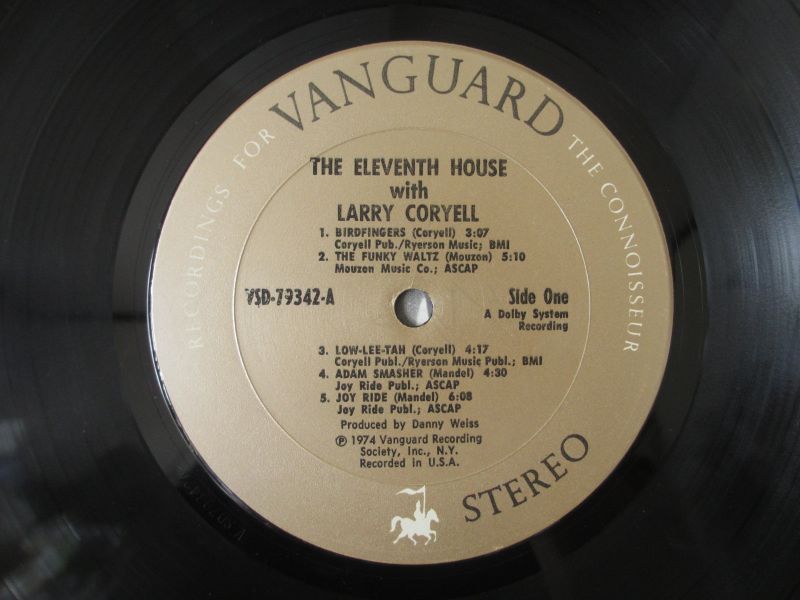 RECORDINGS FOR VANGUARD THE CONNOISSEUR
THE ELEVENTH HOUSE
with
LARRY CORYELL
1. BIRDFINGERS (Coryell) 3:07
Coryell Pub./Ryerson Music; BMI
2. THE FUNKY WALTZ (Mouzon) 5:10
Mouzon Music Co.; ASCAP
VSD-79342-A
Side One
A Dolby System
Recording
3. LOW-LEE-TAH (Coryell) 4:17
Coryell Publ./Ryerson Music Publ.; BMI
4. ADAM SMASHER (Mandel) 4:30
Joy Ride Publ.; ASCAP
5. JOY RIDE (Mandel) 6:08
Joy Ride Publ.; ASCAP
Produced by Danny Weiss
℗ 1974 Vanguard Recording
Society, Inc., N.Y.
Recorded in U.S.A.
STEREO